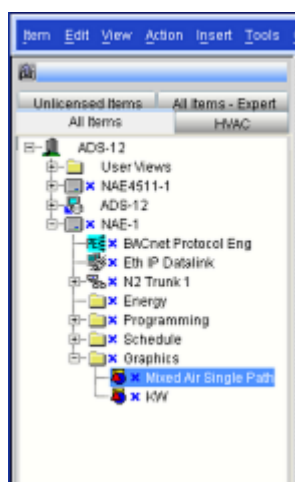 Item Edit View Action Insert Tools
Unlicensed Items All Items - Expert
All Items HVAC
ADS-12
User Views
NAE4511-1
ADS-12
NAE-1
BACnet Protocol Eng
Eth IP Datalink
N2 Trunk 1
Energy
Programming
Schedule
Graphics
Mixed Air Single Path
kW